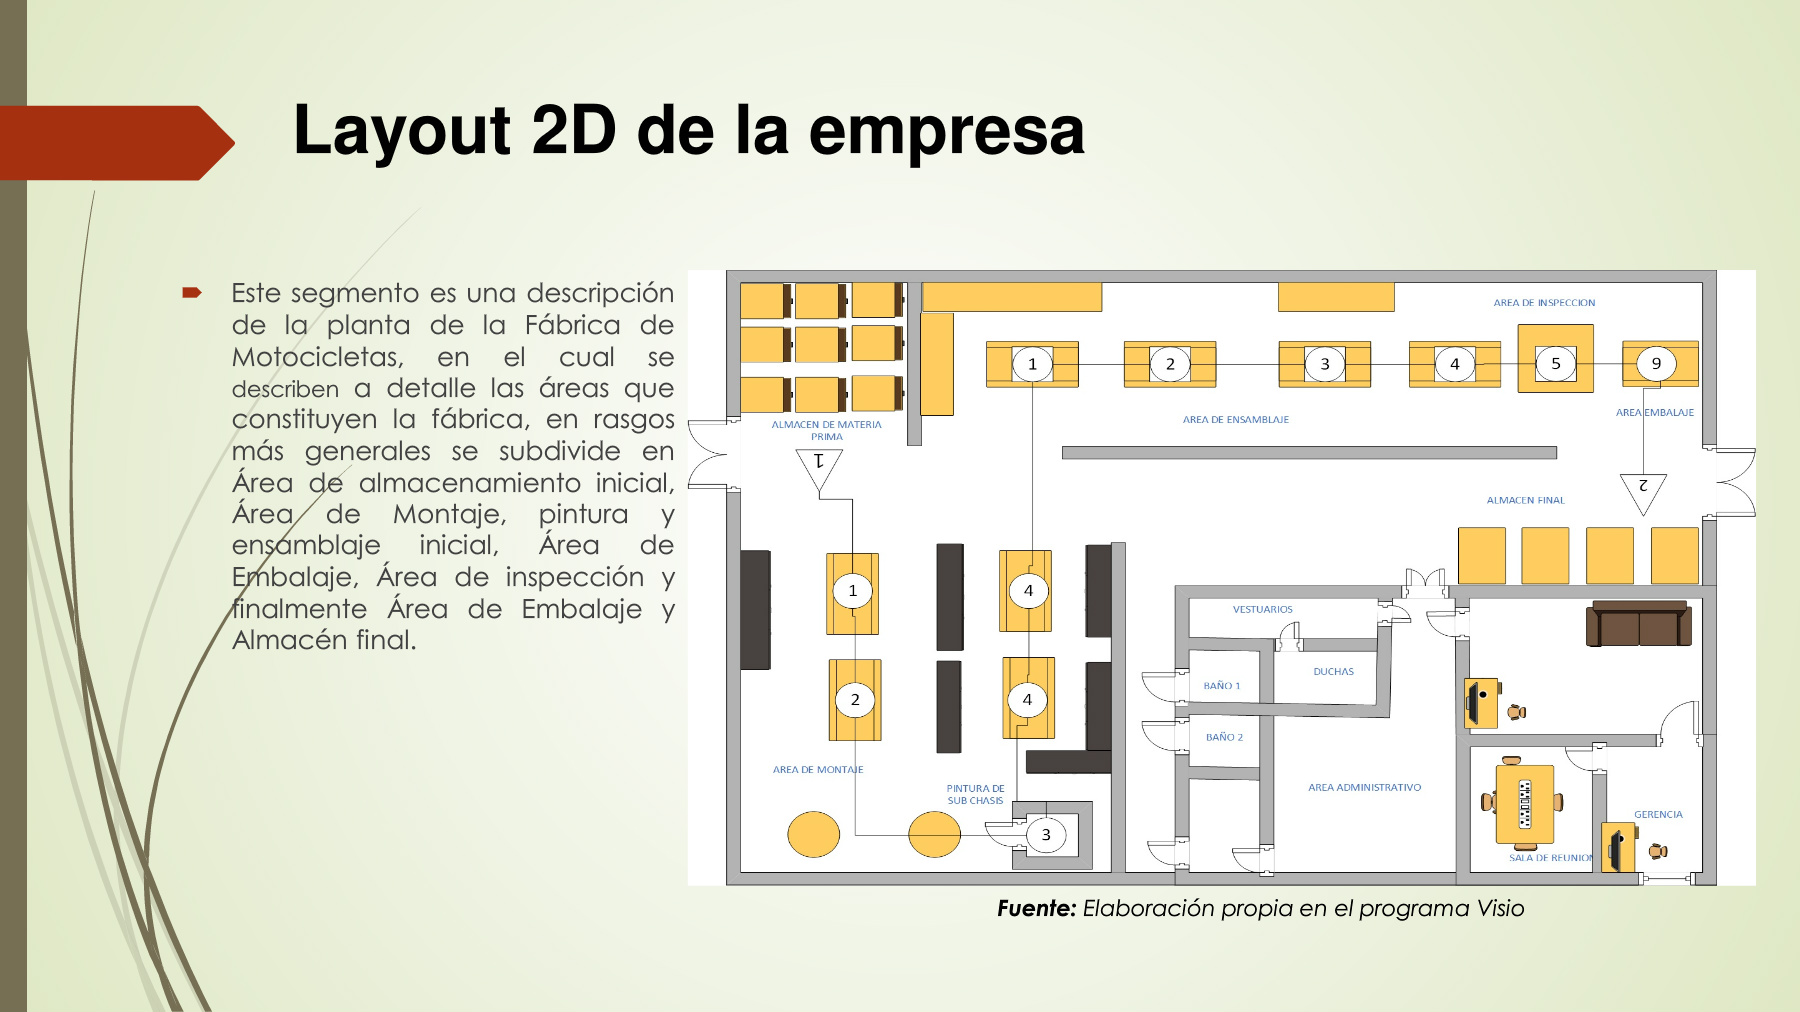 Layout 2D de la empresa
Este segmento es una descripción
de la planta de la Fábrica de
Motocicletas, en el cual se
describen a detalle las áreas que
constituyen la fábrica, en rasgos
más generales se subdivide en
Área de almacenamiento inicial,
Área de Montaje, pintura y
ensamblaje inicial, Área de
Embalaje, Área de inspección y
finalmente Área de Embalaje y
Almacén final.
AREA DE INSPECCION
1
2
3
4
5
9
AREA DE ENSAMBLAJE
AREA EMBALAJE
ALMACEN DE MATERIA
PRIMA
1
2
ALMACEN FINAL
1
4
2
4
AREA DE MONTAJE
PINTURA DE
SUB CHASIS
3
VESTUARIOS
DUCHAS
BAÑO 1
BAÑO 2
AREA ADMINISTRATIVO
GERENCIA
SALA DE REUNION
Fuente: Elaboración propia en el programa Visio